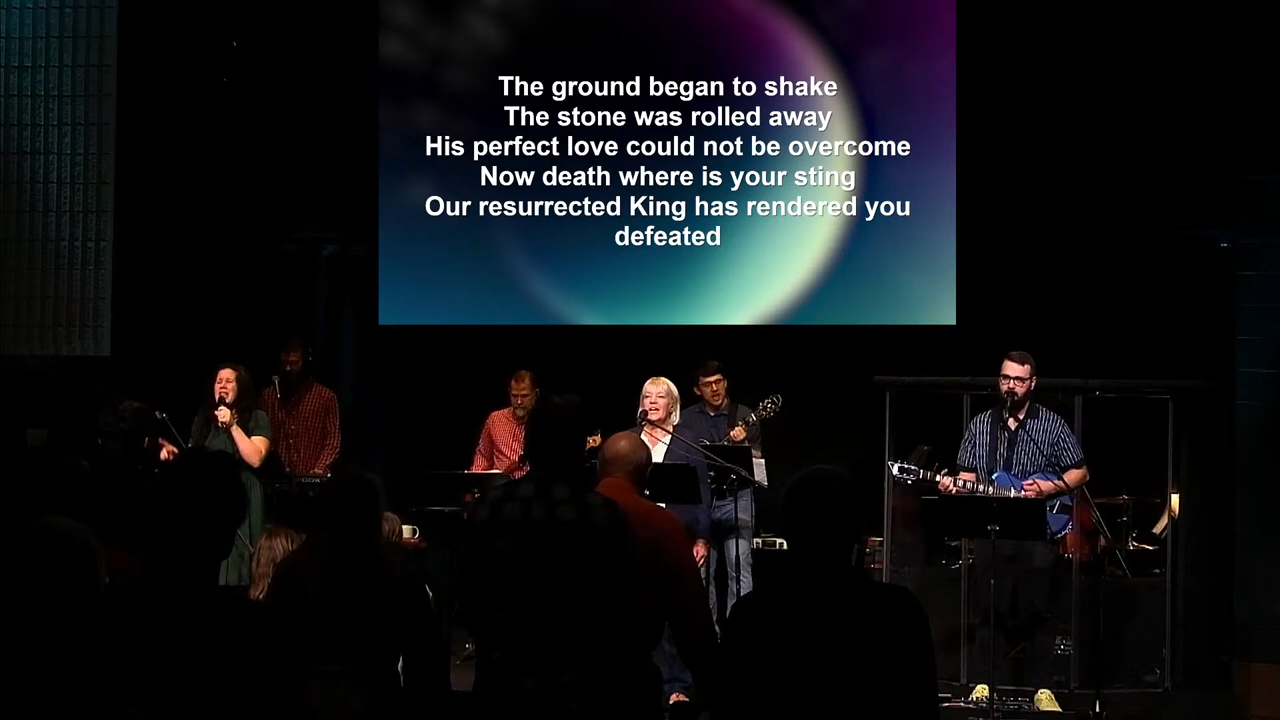 The ground began to shake
The stone was rolled away
His perfect love could not be overcome
Now death where is your sting
Our resurrected King has rendered you
defeated